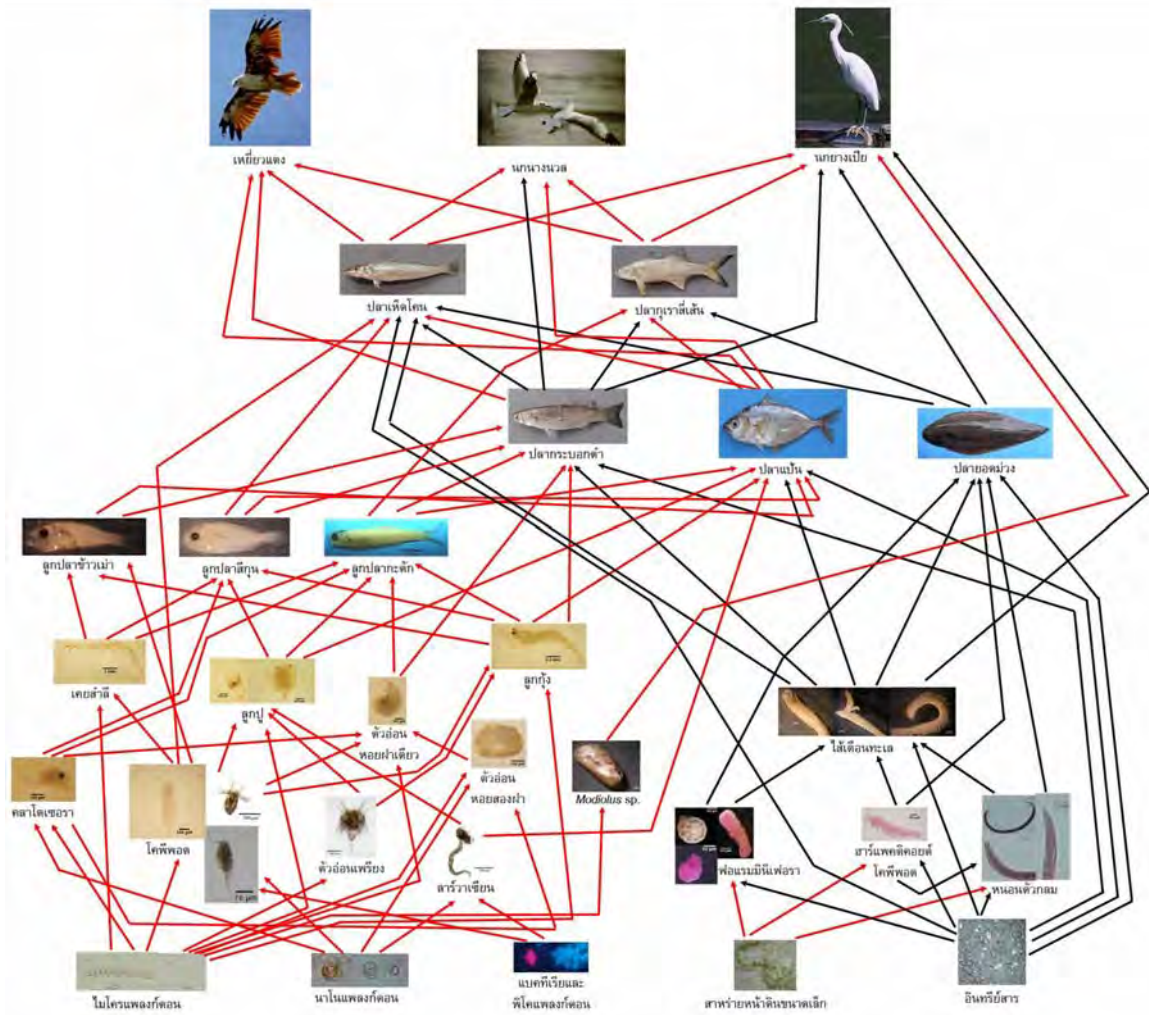 เหยี่ยวแดง
นกนางนวล
นกยางเปีย
ปลาเห็ดโคน
ปลากุเราสี่เส้น
ปลากระบอกดำ
ปลาแป้น
ปลายอดม่วง
ลูกปลาข้าวเม่า
ลูกปลาสีกุน
ลูกปลากะตัก
เคยสำลี
ลูกปู
ลูกกุ้ง
ตัวอ่อน
หอยฝาเดียว
ตัวอ่อน
หอยสองฝา
Modiolus sp.
ไส้เดือนทะเล
คลาโดเซอรา
โคพีพอด
ตัวอ่อนเพรียง
ลาร์วาเซียน
ฟอแรมมินิเฟอรา
ฮาร์แพคติคอยด์
โคพีพอด
หนอนตัวกลม
ไมโครแพลงก์ตอน
นาโนแพลงก์ตอน
แบคทีเรียและ
พิโคแพลงก์ตอน
สาหร่ายหน้าดินขนาดเล็ก
อินทรีย์สาร